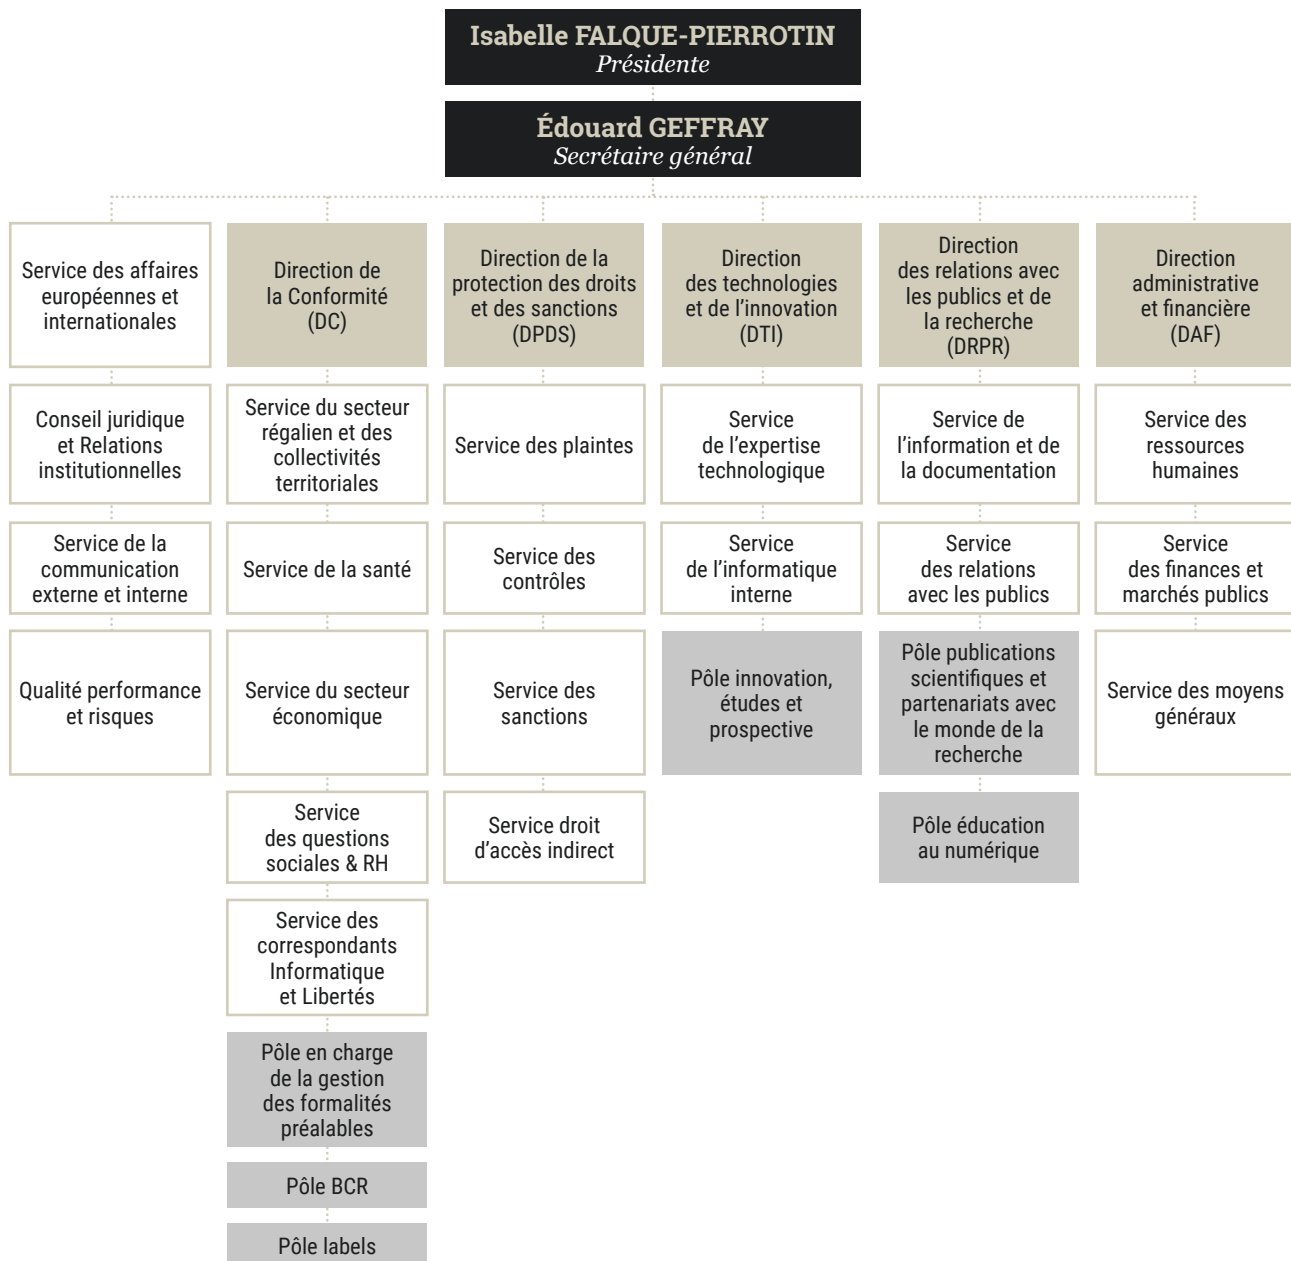 Isabelle FALQUE-PIERROTIN
Présidente
Édouard GEFFRAY
Secrétaire général
Service des affaires
européennes et
internationales
Conseil juridique
et Relations
institutionnelles
Service de la
communication
externe et interne
Qualité performance
et risques
Direction de
la Conformité
(DC)
Service du secteur
régalien et des
collectivités
territoriales
Service de la santé
Service du secteur
économique
Service
des questions
sociales & RH
Service des
correspondants
Informatique
et Libertés
Pôle en charge
de la gestion
des formalités
préalables
Pôle BCR
Pôle labels
Direction de la
protection des droits
et des sanctions
(DPDS)
Service des plaintes
Service des
contrôles
Service des
sanctions
Service droit
d'accès indirect
Direction
des technologies
et de l'innovation
(DTI)
Service
de l'expertise
technologique
Service
de l'informatique
interne
Pôle innovation,
études et
prospective
Direction
des relations avec
les publics et de
la recherche
(DRPR)
Service de
l'information et de
la documentation
Service
des relations
avec les publics
Pôle publications
scientifiques et
partenariats avec
le monde de la
recherche
Pôle éducation
au numérique
Direction
administrative
et financière
(DAF)
Service des
ressources
humaines
Service
des finances et
marchés publics
Service des moyens
généraux